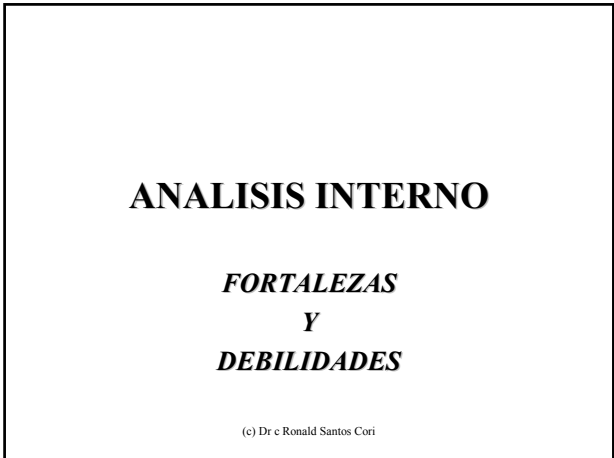 ANALISIS INTERNO
FORTALEZAS
Y
DEBILIDADES
(c) Dr c Ronald Santos Cori